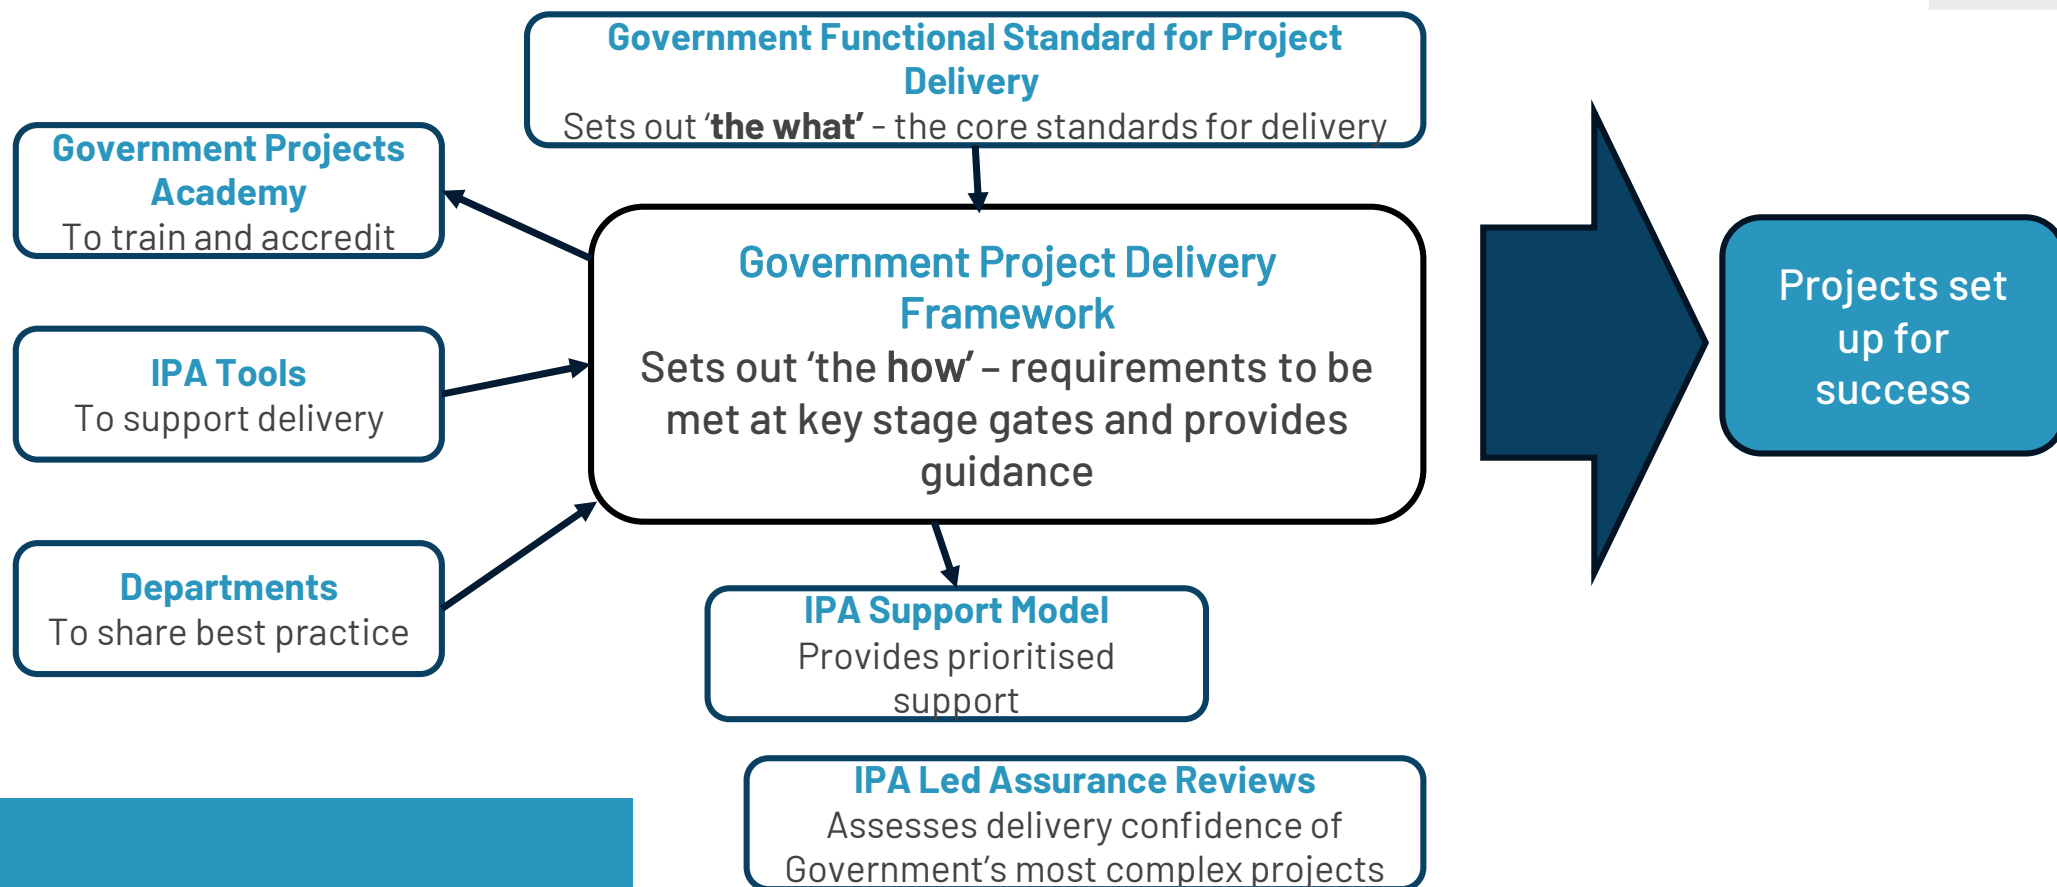 Government Functional Standard for Project
Delivery
Sets out ‘the what’ - the core standards for delivery
Government Projects
Academy
To train and accredit
Government Project Delivery
Framework
Sets out ‘the how’ – requirements to be
met at key stage gates and provides
guidance
IPA Tools
To support delivery
Departments
To share best practice
IPA Support Model
Provides prioritised
support
IPA Led Assurance Reviews
Assesses delivery confidence of
Government’s most complex projects
Projects set
up for
success